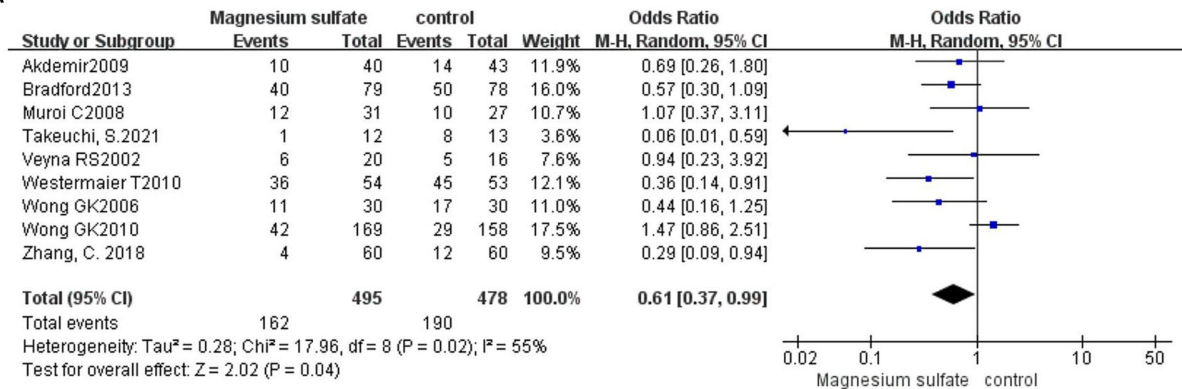 Magnesium sulfate control Odds Ratio Odds Ratio
Study or Subgroup Events Total Events Total Weight M-H, Random, 95% CI M-H, Random, 95% CI
Akdemir2009 10 40 14 43 11.9% 0.69 [0.26, 1.80]
Bradford2013 40 79 50 78 16.0% 0.57 [0.30, 1.09]
Muroi C2008 12 31 10 27 10.7% 1.07 [0.37, 3.11]
Takeuchi, S.2021 1 12 8 13 3.6% 0.06 [0.01, 0.59]
Veyna RS2002 6 20 5 16 7.6% 0.94 [0.23, 3.92]
Westermaier T2010 36 54 45 53 12.1% 0.36 [0.14, 0.91]
Wong GK2006 11 30 17 30 11.0% 0.44 [0.16, 1.25]
Wong GK2010 42 169 29 158 17.5% 1.47 [0.86, 2.51]
Zhang, C. 2018 4 60 12 60 9.5% 0.29 [0.09, 0.94]
Total (95% CI) 495 478 100.0% 0.61 [0.37, 0.99]
Total events 162 190
Heterogeneity: Tau² = 0.28; Chi² = 17.96, df = 8 (P = 0.02); I² = 55%
Test for overall effect: Z = 2.02 (P = 0.04)
0.02 0.1 1 10 50
Magnesium sulfate control